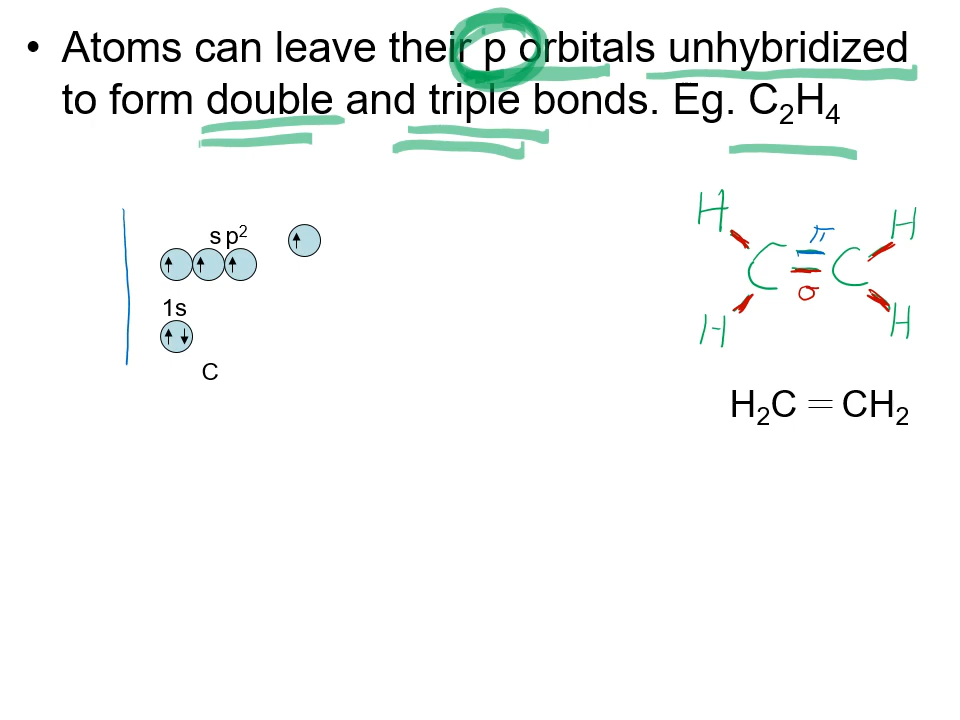 • Atoms can leave their p orbitals unhybridized
to form double and triple bonds. Eg. C₂H₄
H H
s p²
π
C C
σ
1s
H H
C
H₂C = CH₂